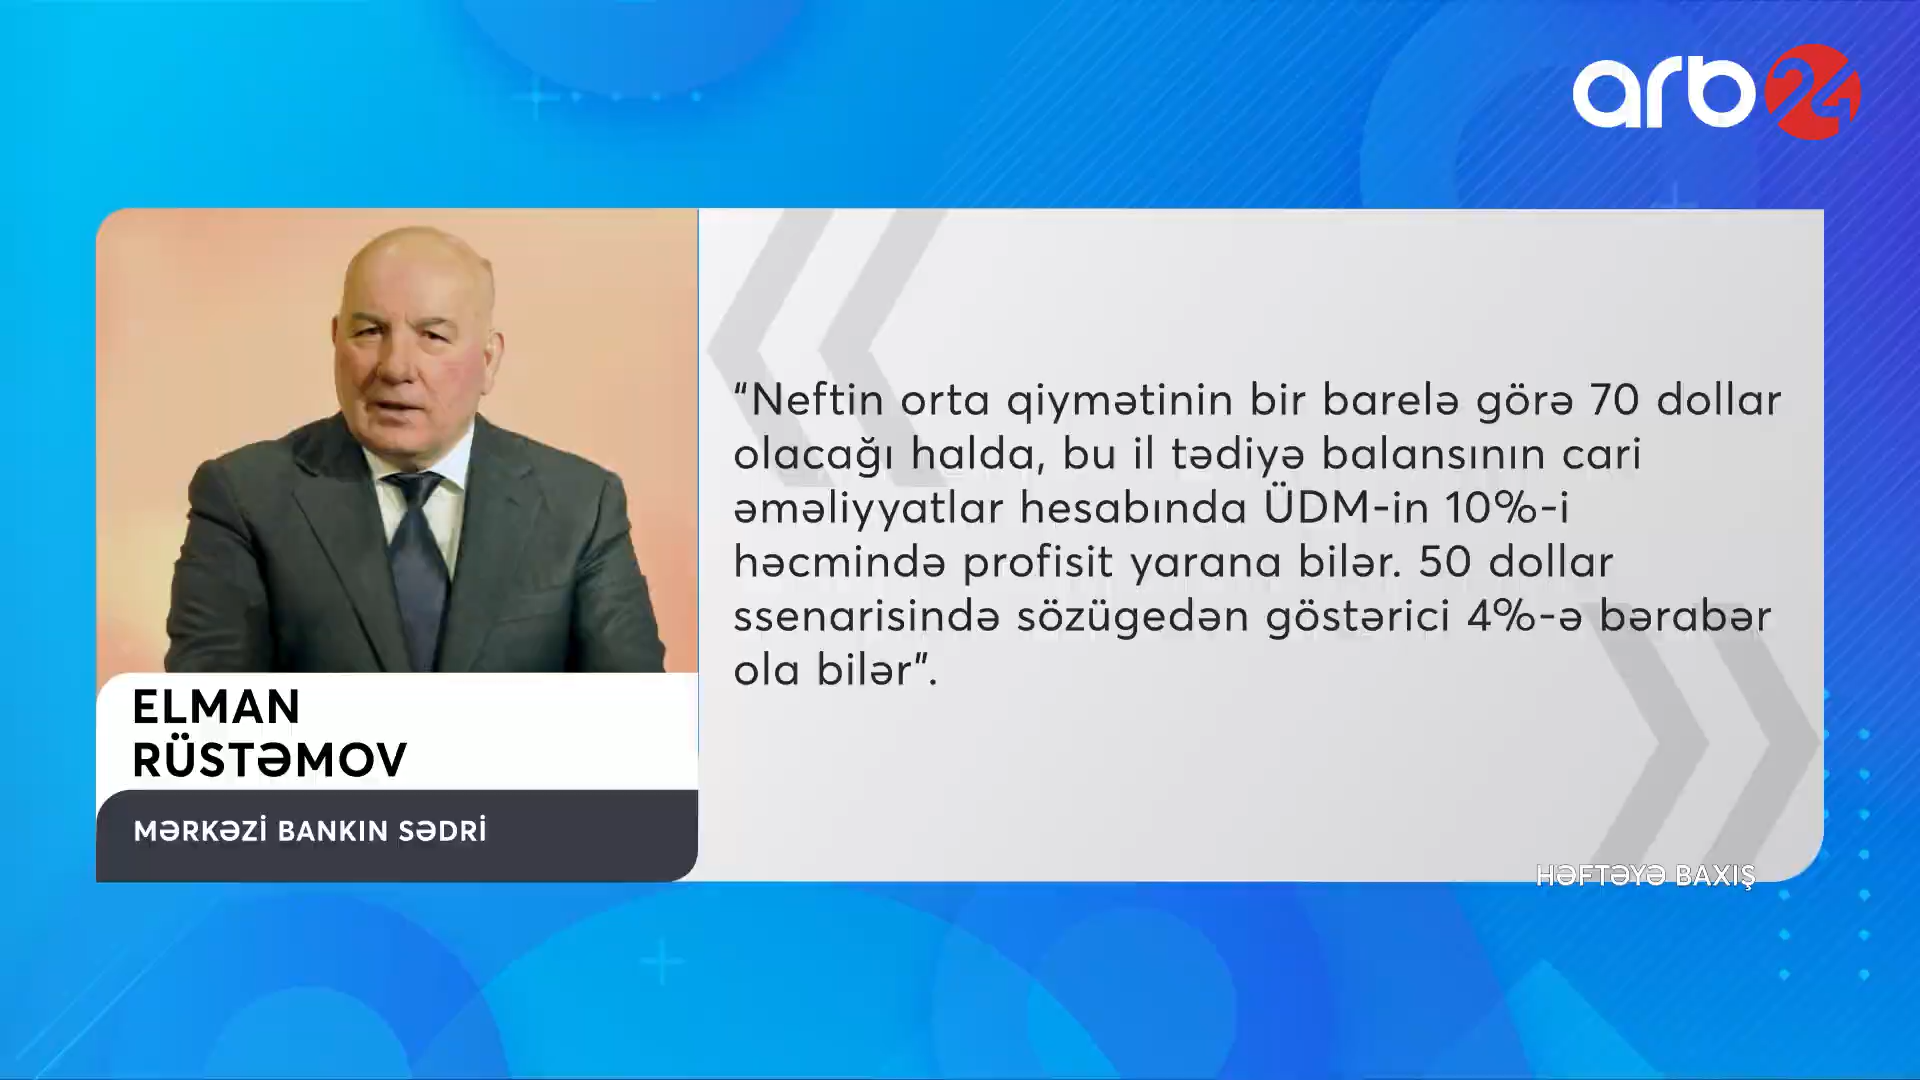 arb24
“Neftin orta qiymətinin bir barelə görə 70 dollar
olacağı halda, bu il tədiyə balansının cari
əməliyyatlar hesabında ÜDM-in 10%-i
həcmində profisit yarana bilər. 50 dollar
ssenarisində sözügedən göstərici 4%-ə bərabər
ola bilər”.
ELMAN
RÜSTƏMOV
MƏRKƏZİ BANKIN SƏDRİ
HƏFTƏYƏ BAXIŞ